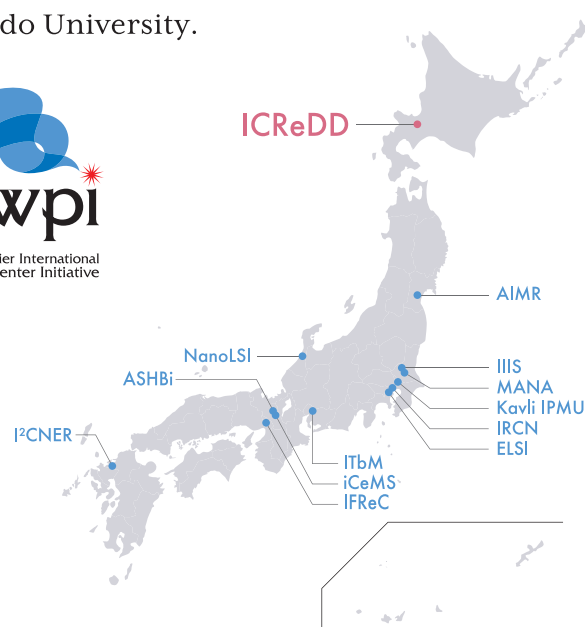 do University.
ICReDD
wpi
ier International
enter Initiative
AIMR
NanoLSI
ASHBi
IIIS
MANA
Kavli IPMU
IRCN
ELSI
I²CNER
ITbM
iCeMS
IFReC